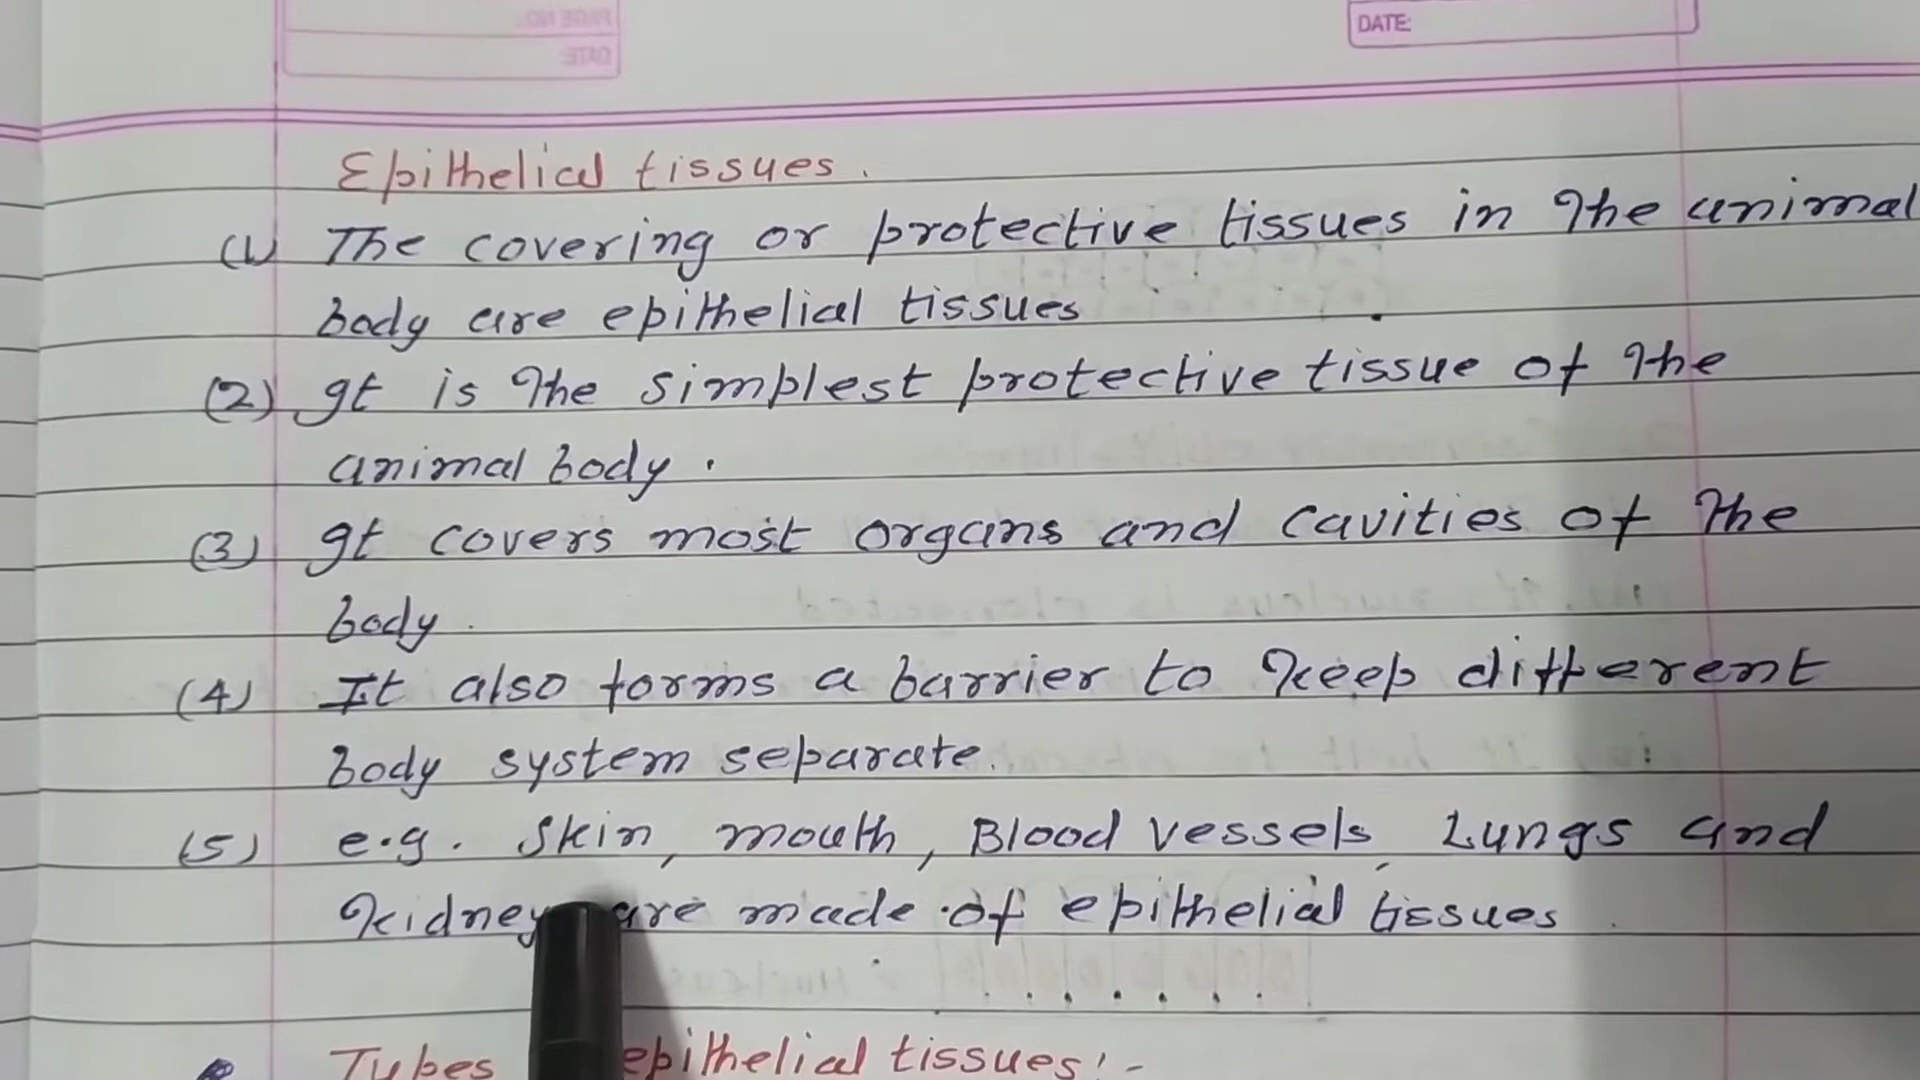 PAGE NO.:
DATE:
DATE:
Epithelial tissues.
(1) The covering or protective tissues in the animal
body are epithelial tissues.
(2) It is the simplest protective tissue of the
animal body.
(3) It covers most organs and cavities of the
body.
(4) It also forms a barrier to keep different
body system separate.
(5) e.g. Skin, mouth, Blood vessels, Lungs and
Kidney are made of epithelial tissues.
Types epithelial tissues:-